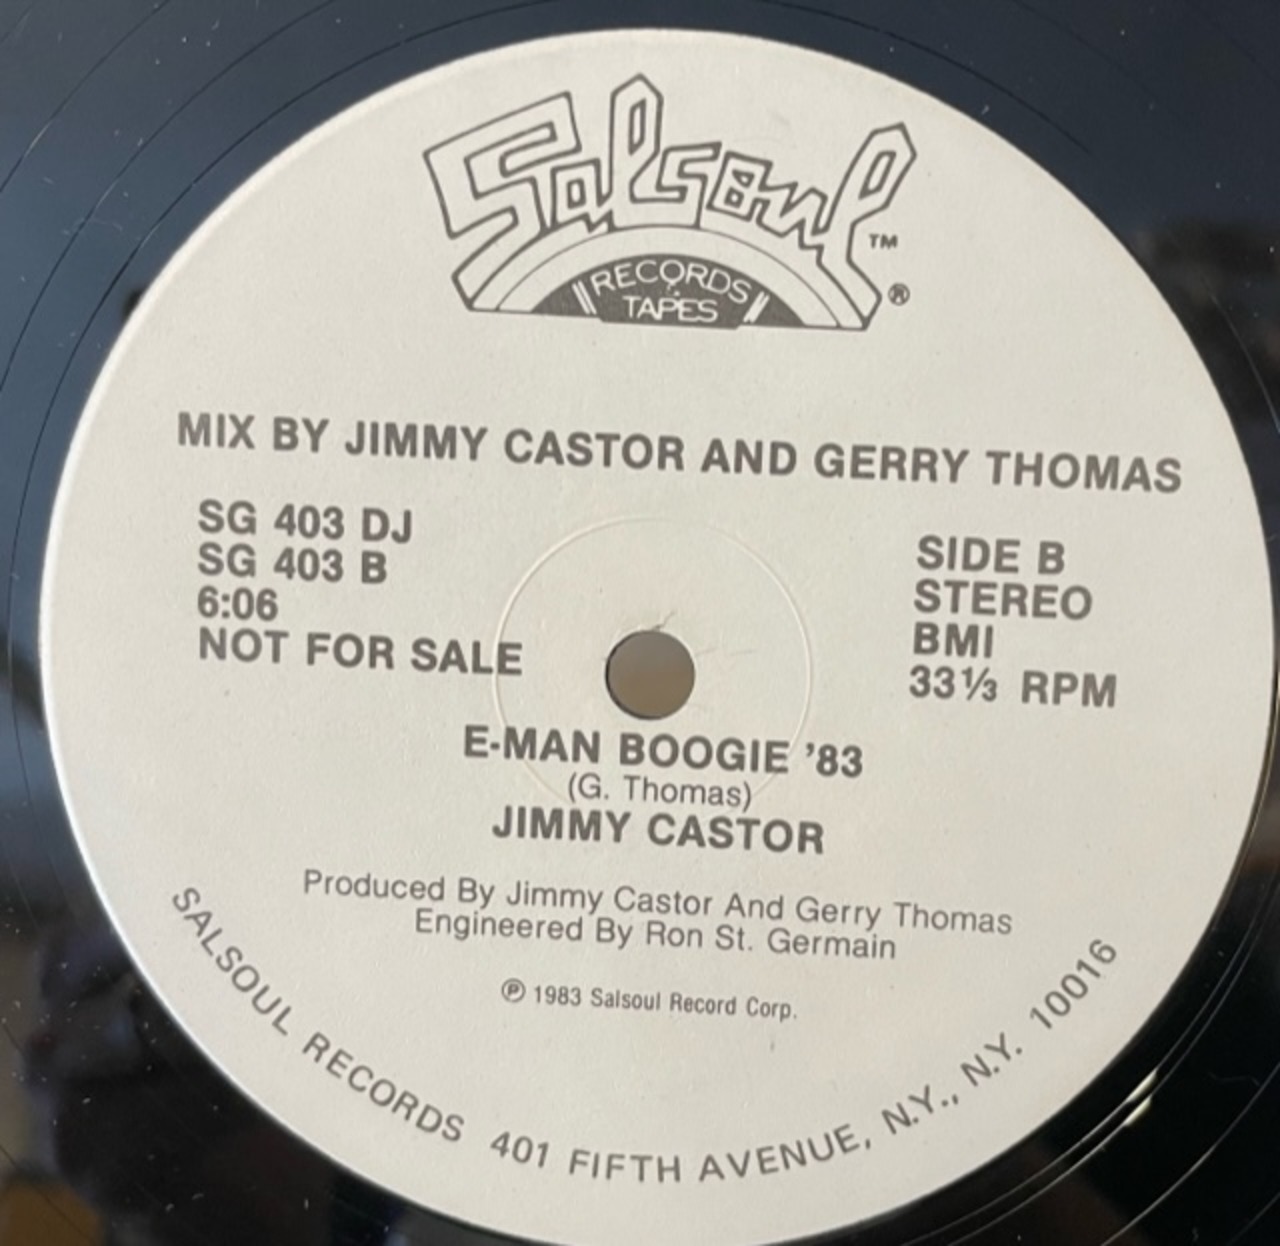 Salsoul TM
RECORDS & TAPES ®
MIX BY JIMMY CASTOR AND GERRY THOMAS
SG 403 DJ
SG 403 B
6:06
NOT FOR SALE
SIDE B
STEREO
BMI
33⅓ RPM
E-MAN BOOGIE ’83
(G. Thomas)
JIMMY CASTOR
Produced By Jimmy Castor And Gerry Thomas
Engineered By Ron St. Germain
℗ 1983 Salsoul Record Corp.
SALSOUL RECORDS 401 FIFTH AVENUE, N.Y., N.Y. 10016